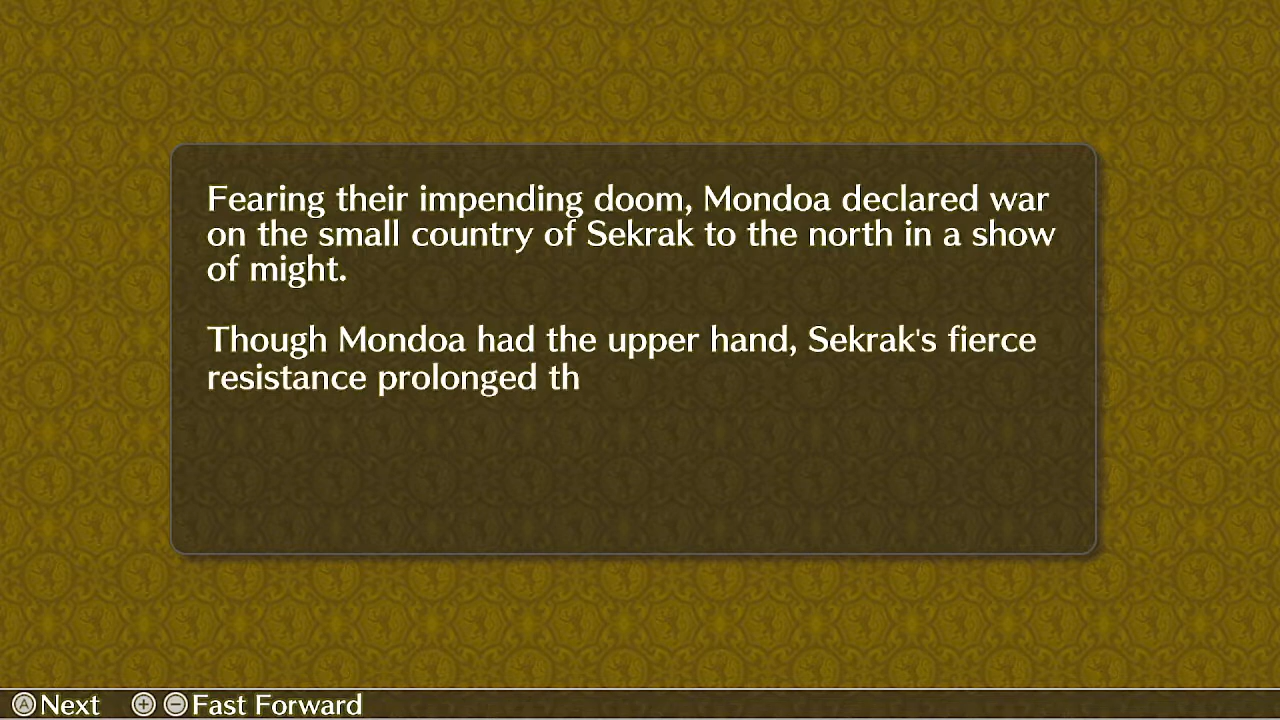 Fearing their impending doom, Mondoa declared war
on the small country of Sekrak to the north in a show
of might.
Though Mondoa had the upper hand, Sekrak's fierce
resistance prolonged th
A Next + - Fast Forward